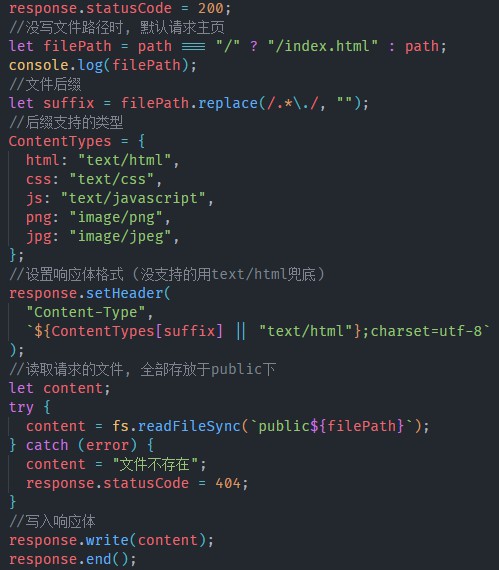 response.statusCode = 200;
//没写文件路径时, 默认请求主页
let filePath = path === "/" ? "/index.html" : path;
console.log(filePath);
//文件后缀
let suffix = filePath.replace(/.*\./, "");
//后缀支持的类型
ContentTypes = {
  html: "text/html",
  css: "text/css",
  js: "text/javascript",
  png: "image/png",
  jpg: "image/jpeg",
};
//设置响应体格式 (没支持的用text/html兜底)
response.setHeader(
  "Content-Type",
  `${ContentTypes[suffix] || "text/html"};charset=utf-8`
);
//读取请求的文件, 全部存放于public下
let content;
try {
  content = fs.readFileSync(`public${filePath}`);
} catch (error) {
  content = "文件不存在";
  response.statusCode = 404;
}
//写入响应体
response.write(content);
response.end();